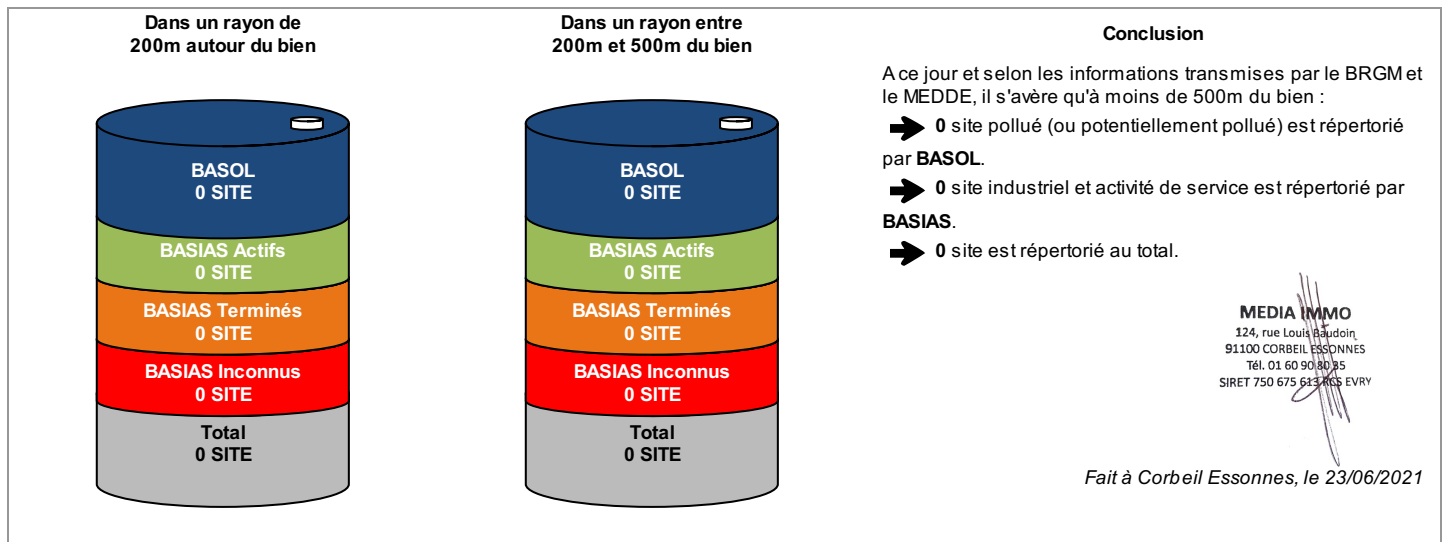 Dans un rayon de
200m autour du bien
BASOL
0 SITE
BASIAS Actifs
0 SITE
BASIAS Terminés
0 SITE
BASIAS Inconnus
0 SITE
Total
0 SITE
Dans un rayon entre
200m et 500m du bien
BASOL
0 SITE
BASIAS Actifs
0 SITE
BASIAS Terminés
0 SITE
BASIAS Inconnus
0 SITE
Total
0 SITE
Conclusion
A ce jour et selon les informations transmises par le BRGM et
le MEDDE, il s'avère qu'à moins de 500m du bien :
0 site pollué (ou potentiellement pollué) est répertorié
par BASOL.
0 site industriel et activité de service est répertorié par
BASIAS.
0 site est répertorié au total.
MEDIA IMMO
124, rue Louis Baudoin
91100 CORBEIL ESSONNES
Tél. 01 60 90 80 85
SIRET 750 675 613 RCS EVRY
Fait à Corbeil Essonnes, le 23/06/2021